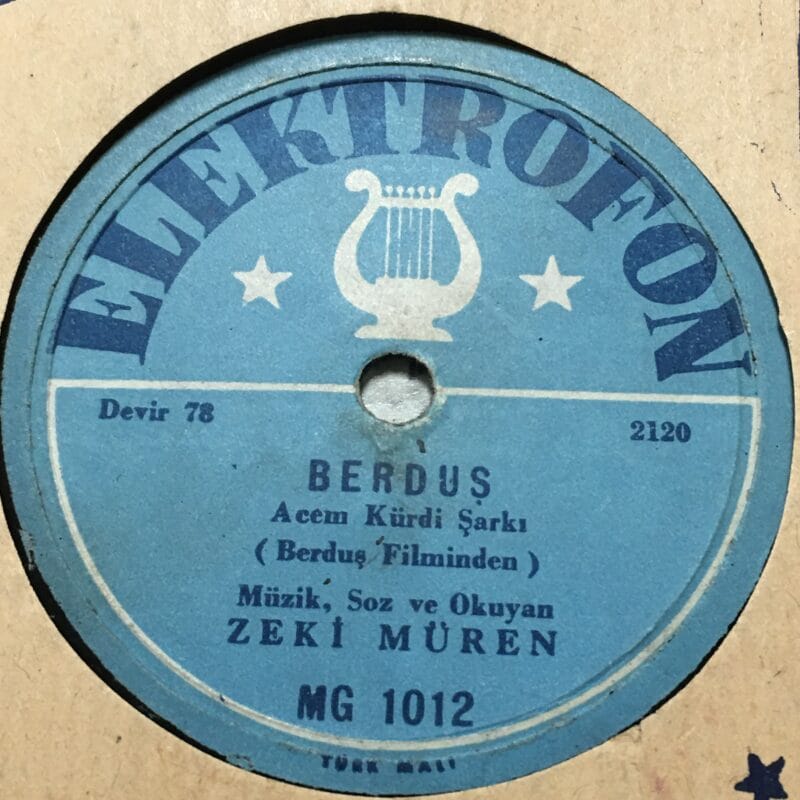 ELEKTROFON
Devir 78
2120
BERDUŞ
Acem Kürdi Şarkı
( Berduş Filminden )
Müzik, Soz ve Okuyan
ZEKİ MÜREN
MG 1012
TÜRK MALI